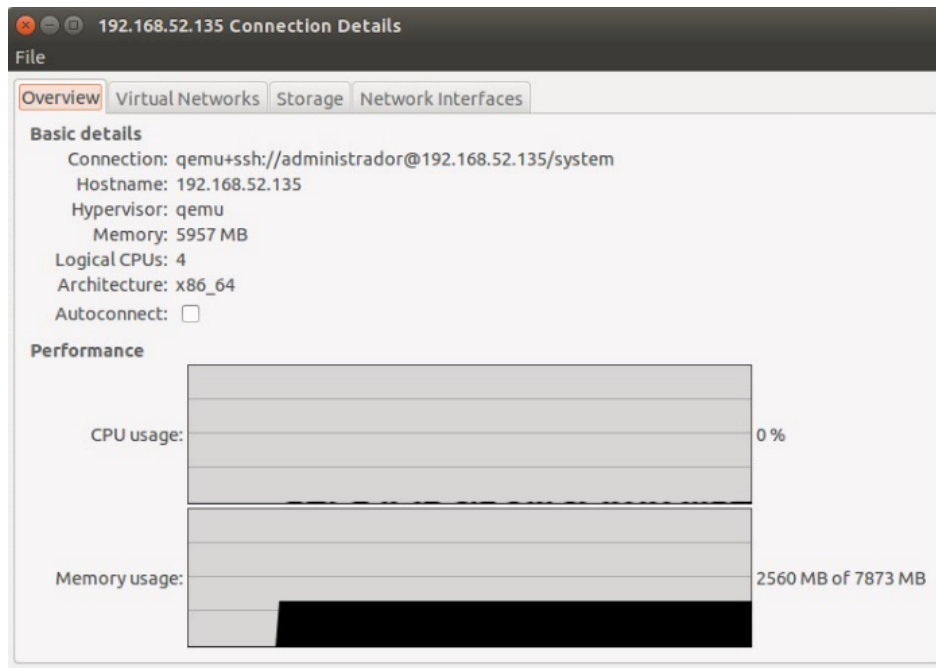 192.168.52.135 Connection Details
File
Overview Virtual Networks Storage Network Interfaces
Basic details
Connection: qemu+ssh://administrador@192.168.52.135/system
Hostname: 192.168.52.135
Hypervisor: qemu
Memory: 5957 MB
Logical CPUs: 4
Architecture: x86_64
Autoconnect:
Performance
CPU usage: 0 %
Memory usage: 2560 MB of 7873 MB